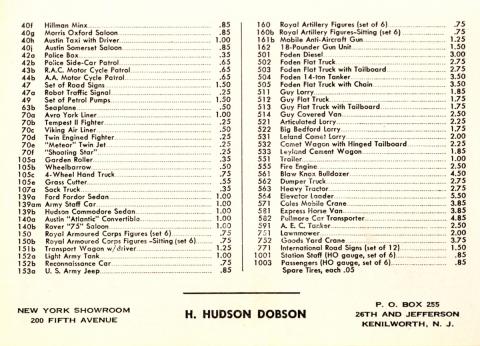 40f Hillman Minx .85
40g Morris Oxford Saloon .85
40h Austin Taxi with Driver 1.00
40j Austin Somerset Saloon .85
42a Police Box .35
42b Police Side-Car Patrol .65
43b R.A.C. Motor Cycle Patrol .65
44b A.A. Motor Cycle Patrol .65
47 Set of Road Signs 1.50
47a Robot Traffic Signal .25
49 Set of Petrol Pumps 1.50
63b Seaplane .50
70a Avro York Liner 1.00
70b Tempest II Fighter .25
70c Viking Air Liner .50
70d Twin Engined Fighter .25
70e "Meteor" Twin Jet .25
70f "Shooting Star" .25
105a Garden Roller .35
105b Wheelbarrow .50
105c 4-Wheel Hand Truck .75
105e Grass Cutter .55
107a Sack Truck .35
139a Ford Fordor Sedan 1.00
139am Army Staff Car 1.00
139b Hudson Commodore Sedan 1.00
140a Austin "Atlantic" Convertible 1.00
140b Rover "75" Saloon 1.00
150 Royal Armoured Corps Figures (set 6) .75
150b Royal Armoured Corps Figures -Sitting (set 6) .75
151b Transport Wagon w/driver 1.25
152a Light Army Tank 1.00
152b Reconnaissance Car .75
153a U. S. Army Jeep .85
160 Royal Artillery Figures (set of 6) .75
160b Royal Artillery Figures-Sitting (set 6) .75
161b Mobile Anti-Aircraft Gun 1.25
162 18-Pounder Gun Unit 1.50
501 Foden Diesel 3.00
502 Foden Flat Truck 2.75
503 Foden Flat Truck with Tailboard 2.75
504 Foden 14-ton Tanker 3.50
505 Foden Flat Truck with Chain 3.50
511 Guy Lorry 1.85
512 Guy Flat Truck 1.75
513 Guy Flat Truck with Tailboard 1.75
514 Guy Covered Van 2.50
521 Articulated Lorry 2.25
522 Big Bedford Lorry 1.75
531 Leland Comet Lorry 2.00
532 Comet Wagon with Hinged Tailboard 2.25
533 Leyland Cement Wagon 1.85
551 Trailer 1.00
555 Fire Engine 2.50
561 Blaw Knox Bulldozer 4.50
562 Dumper Truck 2.75
563 Heavy Tractor 2.75
564 Elevator Loader 5.50
571 Coles Mobile Crane 3.85
581 Express Horse Van 3.85
582 Pullmore Car Transporter 4.85
591 A. E. C. Tanker 2.50
751 Lawnmower 2.00
752 Goods Yard Crane 3.75
771 International Road Signs (set of 12) 1.50
1001 Station Staff (HO gauge, set of 6) .85
1003 Passengers (HO gauge, set of 6) .85
Spare Tires, each .05
NEW YORK SHOWROOM
200 FIFTH AVENUE
H. HUDSON DOBSON
P. O. BOX 255
26TH AND JEFFERSON
KENILWORTH, N. J.